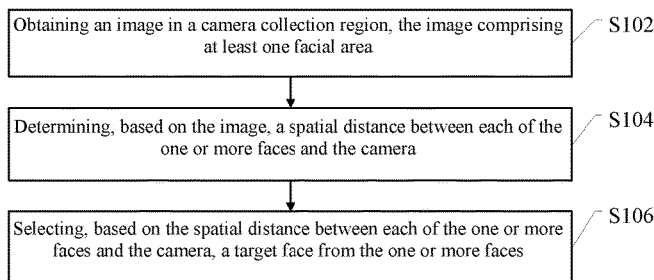 Obtaining an image in a camera collection region, the image comprising
at least one facial area
S102
Determining, based on the image, a spatial distance between each of the
one or more faces and the camera
S104
Selecting, based on the spatial distance between each of the one or more
faces and the camera, a target face from the one or more faces
S106